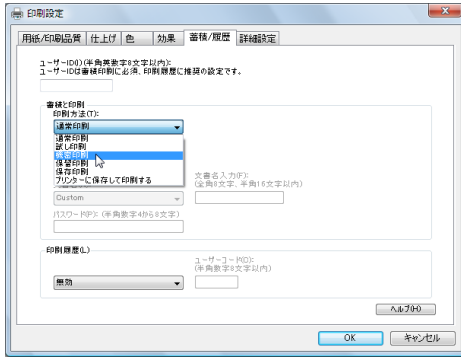 印刷設定
用紙/印刷品質 仕上げ 色 効果 蓄積/履歴 詳細設定
ユーザーID(I)(半角英数字8文字以内):
ユーザーIDは蓄積印刷に必須、印刷履歴に推奨の設定です。
蓄積と印刷
印刷方法(T):
通常印刷
通常印刷
試し印刷
機密印刷
保留印刷
保存印刷
プリンターに保存して印刷する
文書名入力(F):
(全角8文字、半角16文字以内)
Custom
パスワード(P): (半角数字4から8文字)
印刷履歴(L)
ユーザーコード(O):
(半角数字8文字以内)
無効
ヘルプ(H)
OK キャンセル